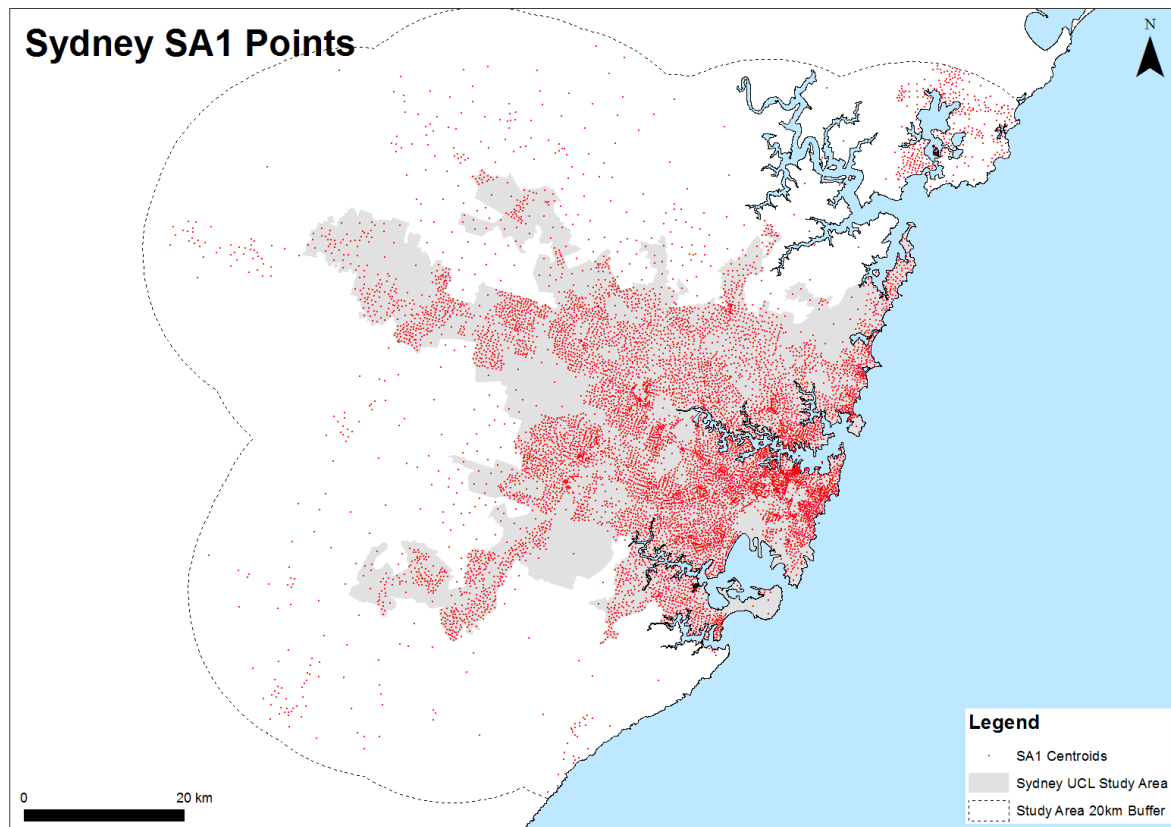 Sydney SA1 Points
N
Legend
SA1 Centroids
Sydney UCL Study Area
Study Area 20km Buffer
0 20 km